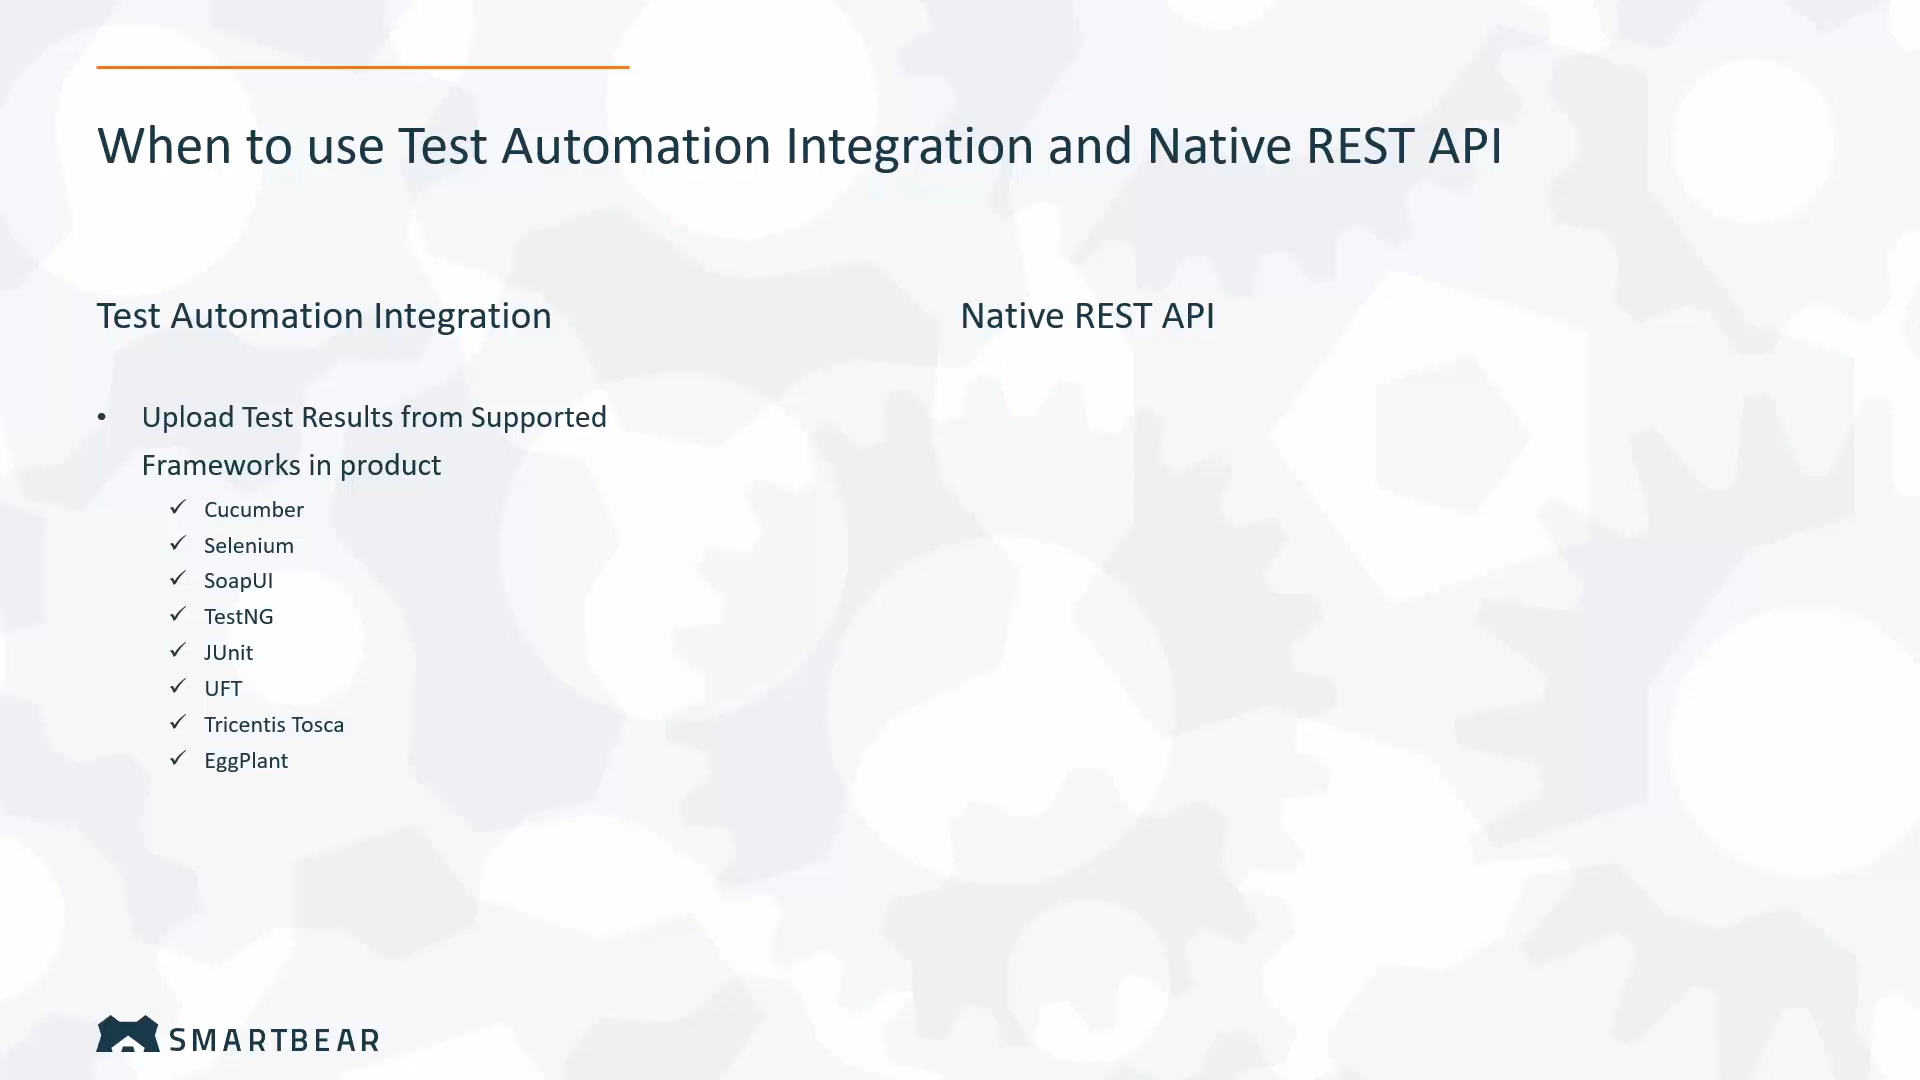 When to use Test Automation Integration and Native REST API
Test Automation Integration
• Upload Test Results from Supported
Frameworks in product
✓ Cucumber
✓ Selenium
✓ SoapUI
✓ TestNG
✓ JUnit
✓ UFT
✓ Tricentis Tosca
✓ EggPlant
Native REST API
SMARTBEAR